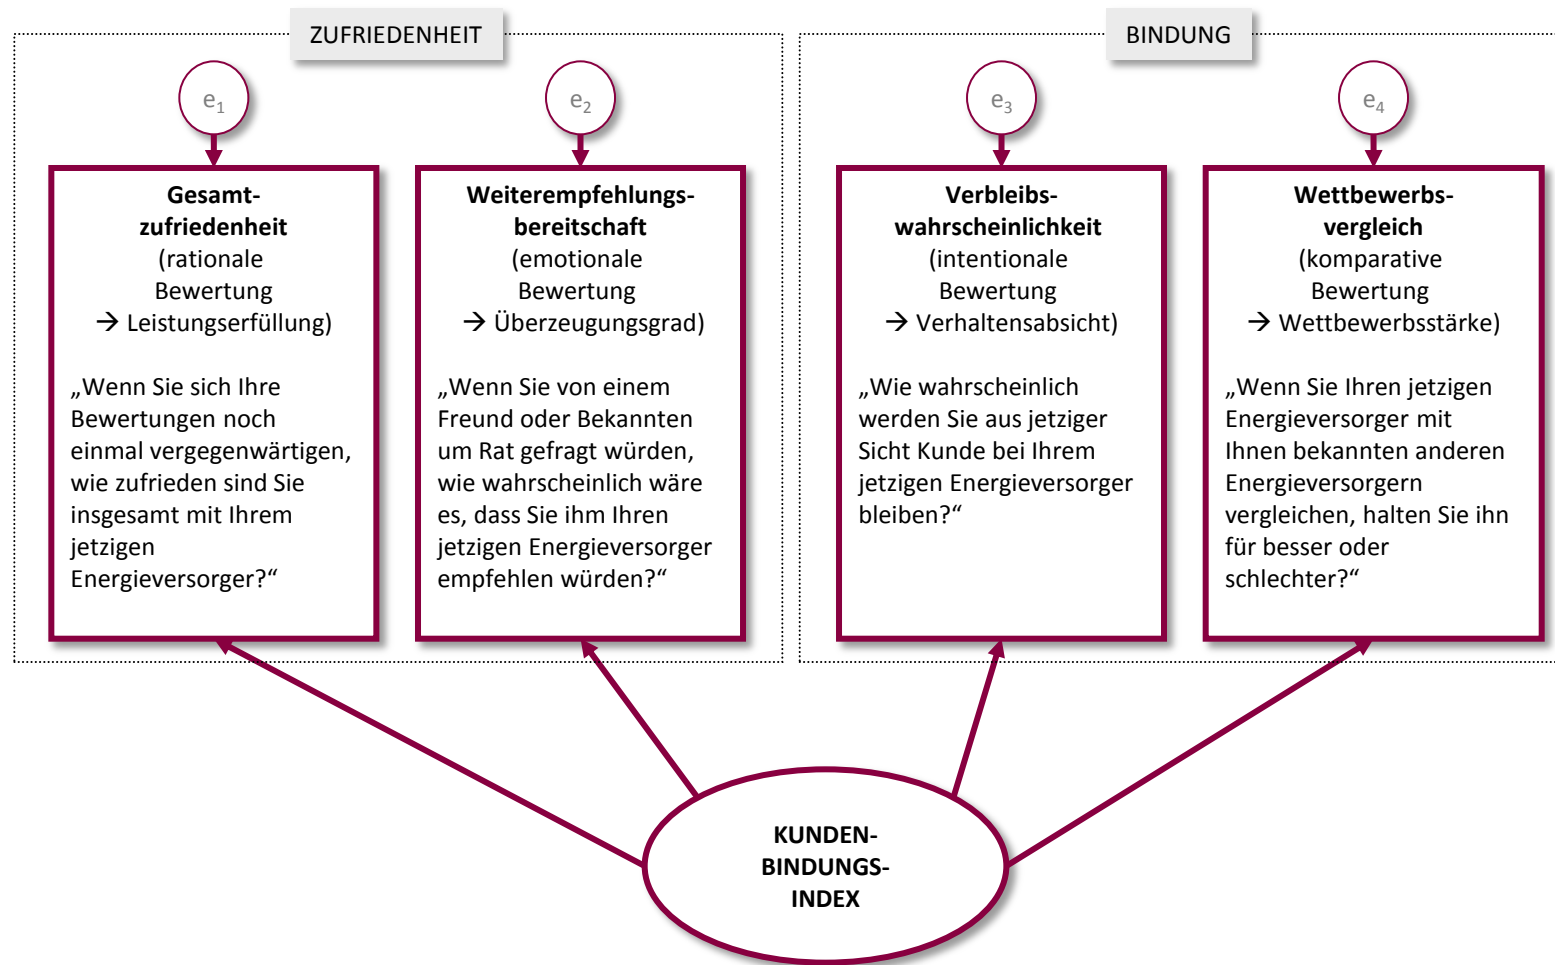 ZUFRIEDENHEIT
e1
e2
Gesamt-
zufriedenheit
(rationale
Bewertung
→ Leistungserfüllung)
„Wenn Sie sich Ihre
Bewertungen noch
einmal vergegenwärtigen,
wie zufrieden sind Sie
insgesamt mit Ihrem
jetzigen
Energieversorger?“
Weiterempfehlungs-
bereitschaft
(emotionale
Bewertung
→ Überzeugungsgrad)
„Wenn Sie von einem
Freund oder Bekannten
um Rat gefragt würden,
wie wahrscheinlich wäre
es, dass Sie ihm Ihren
jetzigen Energieversorger
empfehlen würden?“
BINDUNG
e3
e4
Verbleibs-
wahrscheinlichkeit
(intentionale
Bewertung
→ Verhaltensabsicht)
„Wie wahrscheinlich
werden Sie aus jetziger
Sicht Kunde bei Ihrem
jetzigen Energieversorger
bleiben?“
Wettbewerbs-
vergleich
(komparative
Bewertung
→ Wettbewerbsstärke)
„Wenn Sie Ihren jetzigen
Energieversorger mit
Ihnen bekannten anderen
Energieversorgern
vergleichen, halten Sie ihn
für besser oder
schlechter?“
KUNDEN-
BINDUNGS-
INDEX